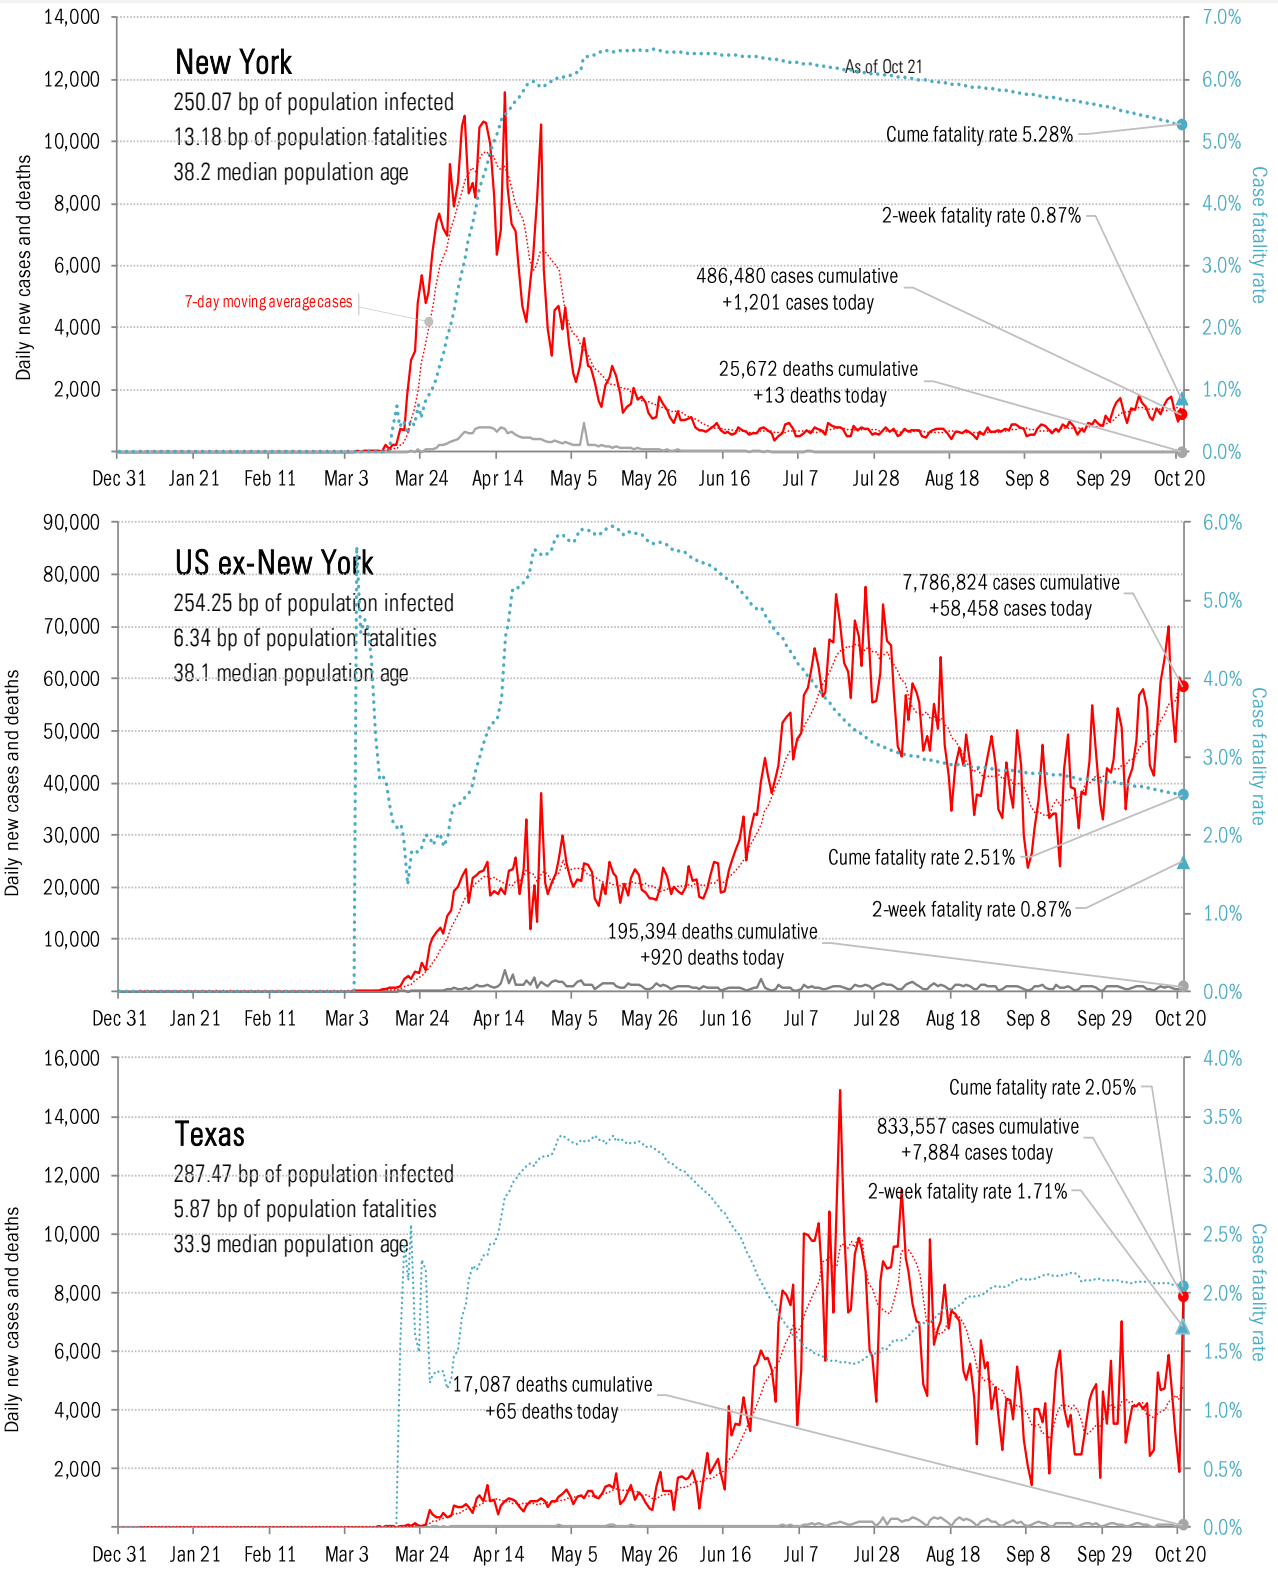 14,000
7.0%
New York
As of Oct 21
12,000
6.0%
250.07 bp of population infected
13.18 bp of population fatalities
Cume fatality rate 5.28%
10,000
5.0%
38.2 median population age
8,000
4.0%
2-week fatality rate 0.87%
Daily new cases and deaths
Case fatality rate
6,000
3.0%
486,480 cases cumulative
+1,201 cases today
7-day moving average cases
4,000
2.0%
25,672 deaths cumulative
+13 deaths today
2,000
1.0%
0.0%
Dec 31 Jan 21 Feb 11 Mar 3 Mar 24 Apr 14 May 5 May 26 Jun 16 Jul 7 Jul 28 Aug 18 Sep 8 Sep 29 Oct 20
90,000
6.0%
US ex-New York
7,786,824 cases cumulative
+58,458 cases today
80,000
5.0%
254.25 bp of population infected
6.34 bp of population fatalities
70,000
38.1 median population age
60,000
4.0%
Daily new cases and deaths
Case fatality rate
50,000
3.0%
40,000
30,000
2.0%
Cume fatality rate 2.51%
20,000
2-week fatality rate 0.87%
1.0%
195,394 deaths cumulative
+920 deaths today
10,000
0.0%
Dec 31 Jan 21 Feb 11 Mar 3 Mar 24 Apr 14 May 5 May 26 Jun 16 Jul 7 Jul 28 Aug 18 Sep 8 Sep 29 Oct 20
16,000
4.0%
Cume fatality rate 2.05%
14,000
3.5%
Texas
833,557 cases cumulative
+7,884 cases today
12,000
3.0%
287.47 bp of population infected
2-week fatality rate 1.71%
5.87 bp of population fatalities
10,000
2.5%
33.9 median population age
8,000
2.0%
Daily new cases and deaths
Case fatality rate
6,000
1.5%
17,087 deaths cumulative
+65 deaths today
4,000
1.0%
2,000
0.5%
0.0%
Dec 31 Jan 21 Feb 11 Mar 3 Mar 24 Apr 14 May 5 May 26 Jun 16 Jul 7 Jul 28 Aug 18 Sep 8 Sep 29 Oct 20